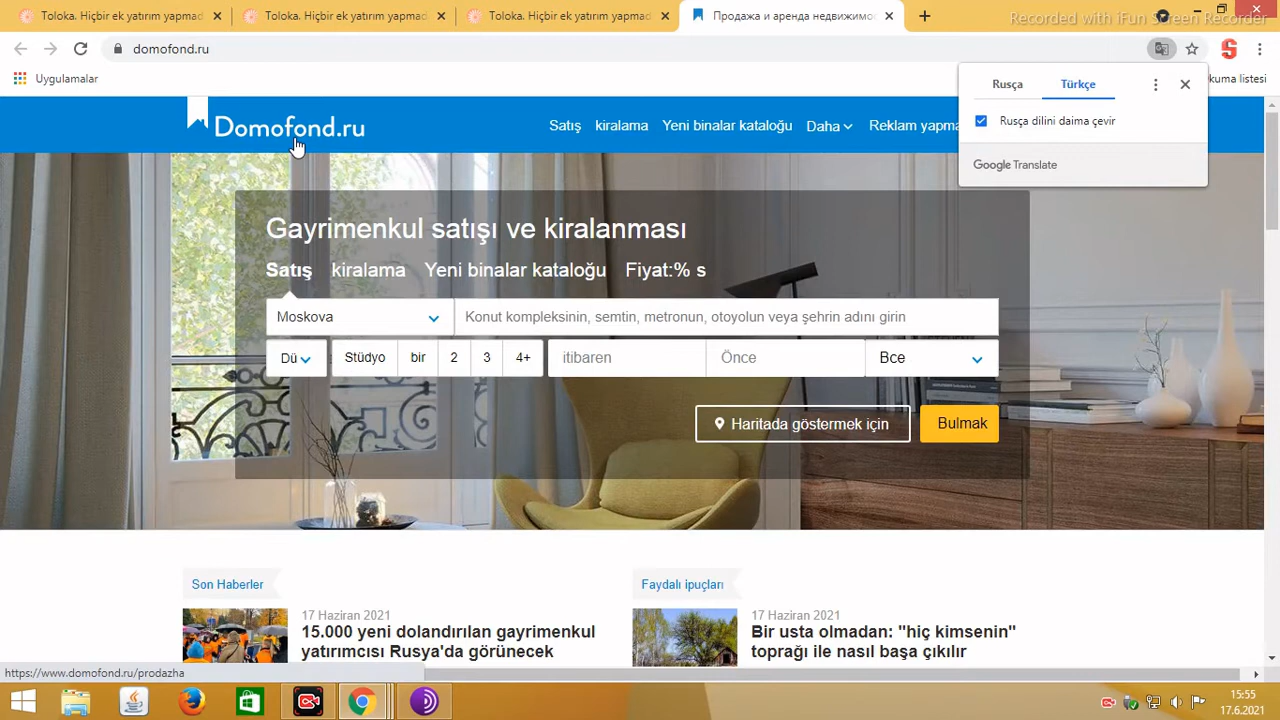 Toloka. Hiçbir ek yatırım yapmad
Toloka. Hiçbir ek yatırım yapmad
Toloka. Hiçbir ek yatırım yapmad
Продажа и аренда недвижимос
Recorded with iFun Screen Recorder
domofond.ru
Uygulamalar
kuma listesi
Rusça
Türkçe
Rusça dilini daima çevir
Google Translate
Domofond.ru
Satış
kiralama
Yeni binalar kataloğu
Daha
Reklam yapma
Gayrimenkul satışı ve kiralanması
Satış
kiralama
Yeni binalar kataloğu
Fiyat:% s
Moskova
Konut kompleksinin, semtin, metronun, otoyolun veya şehrin adını girin
Dü
Stüdyo
bir
2
3
4+
itibaren
Önce
Все
Haritada göstermek için
Bulmak
Son Haberler
Faydalı ipuçları
17 Haziran 2021
15.000 yeni dolandırılan gayrimenkul
yatırımcısı Rusya'da görünecek
17 Haziran 2021
Bir usta olmadan: "hiç kimsenin"
toprağı ile nasıl başa çıkılır
https://www.domofond.ru/prodazha
15:55
17.6.2021